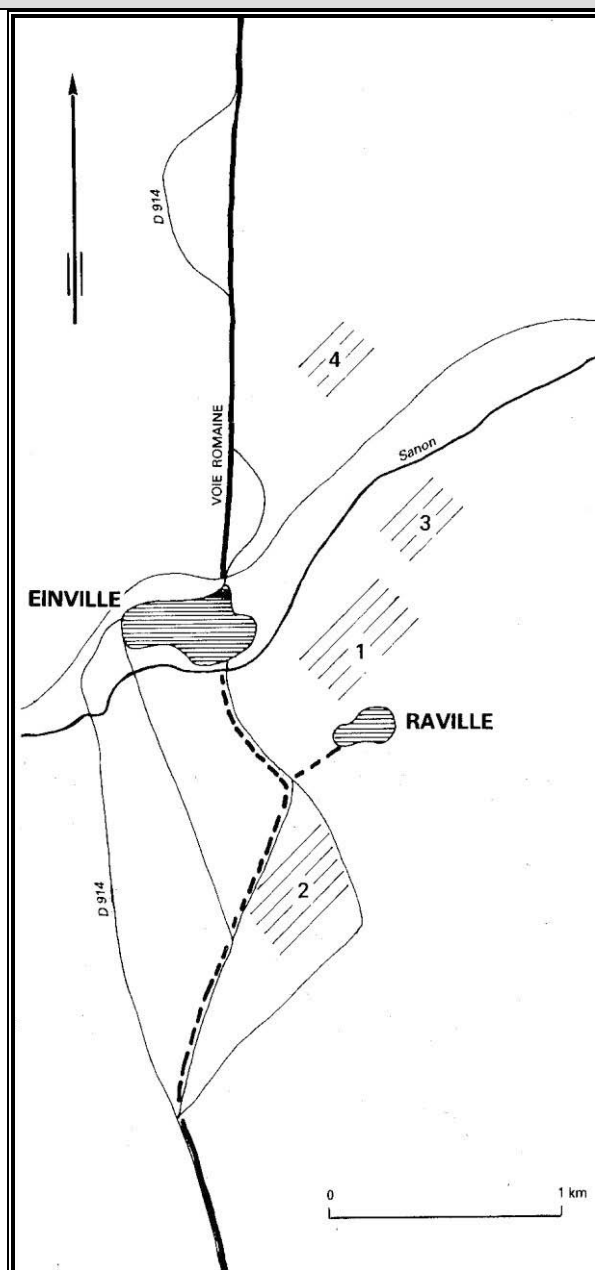 D 914
4
VOIE ROMAINE
Sanon
3
EINVILLE
1
RAVILLE
2
D 914
0 1 km